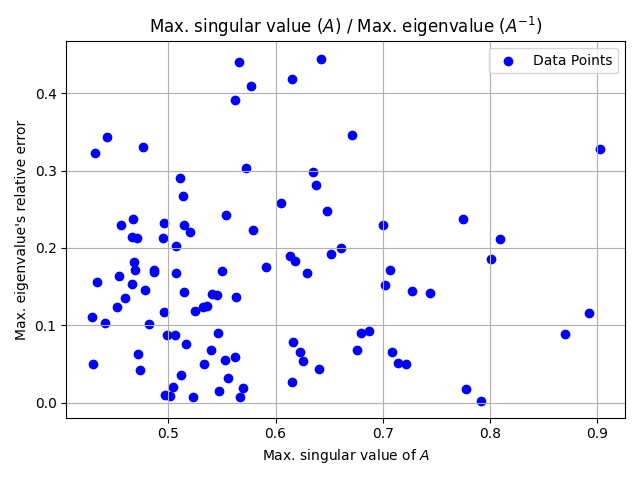 Max. singular value (A) / Max. eigenvalue (A⁻¹)
Data Points
Max. eigenvalue's relative error
0.4
0.3
0.2
0.1
0.0
0.5 0.6 0.7 0.8 0.9
Max. singular value of A